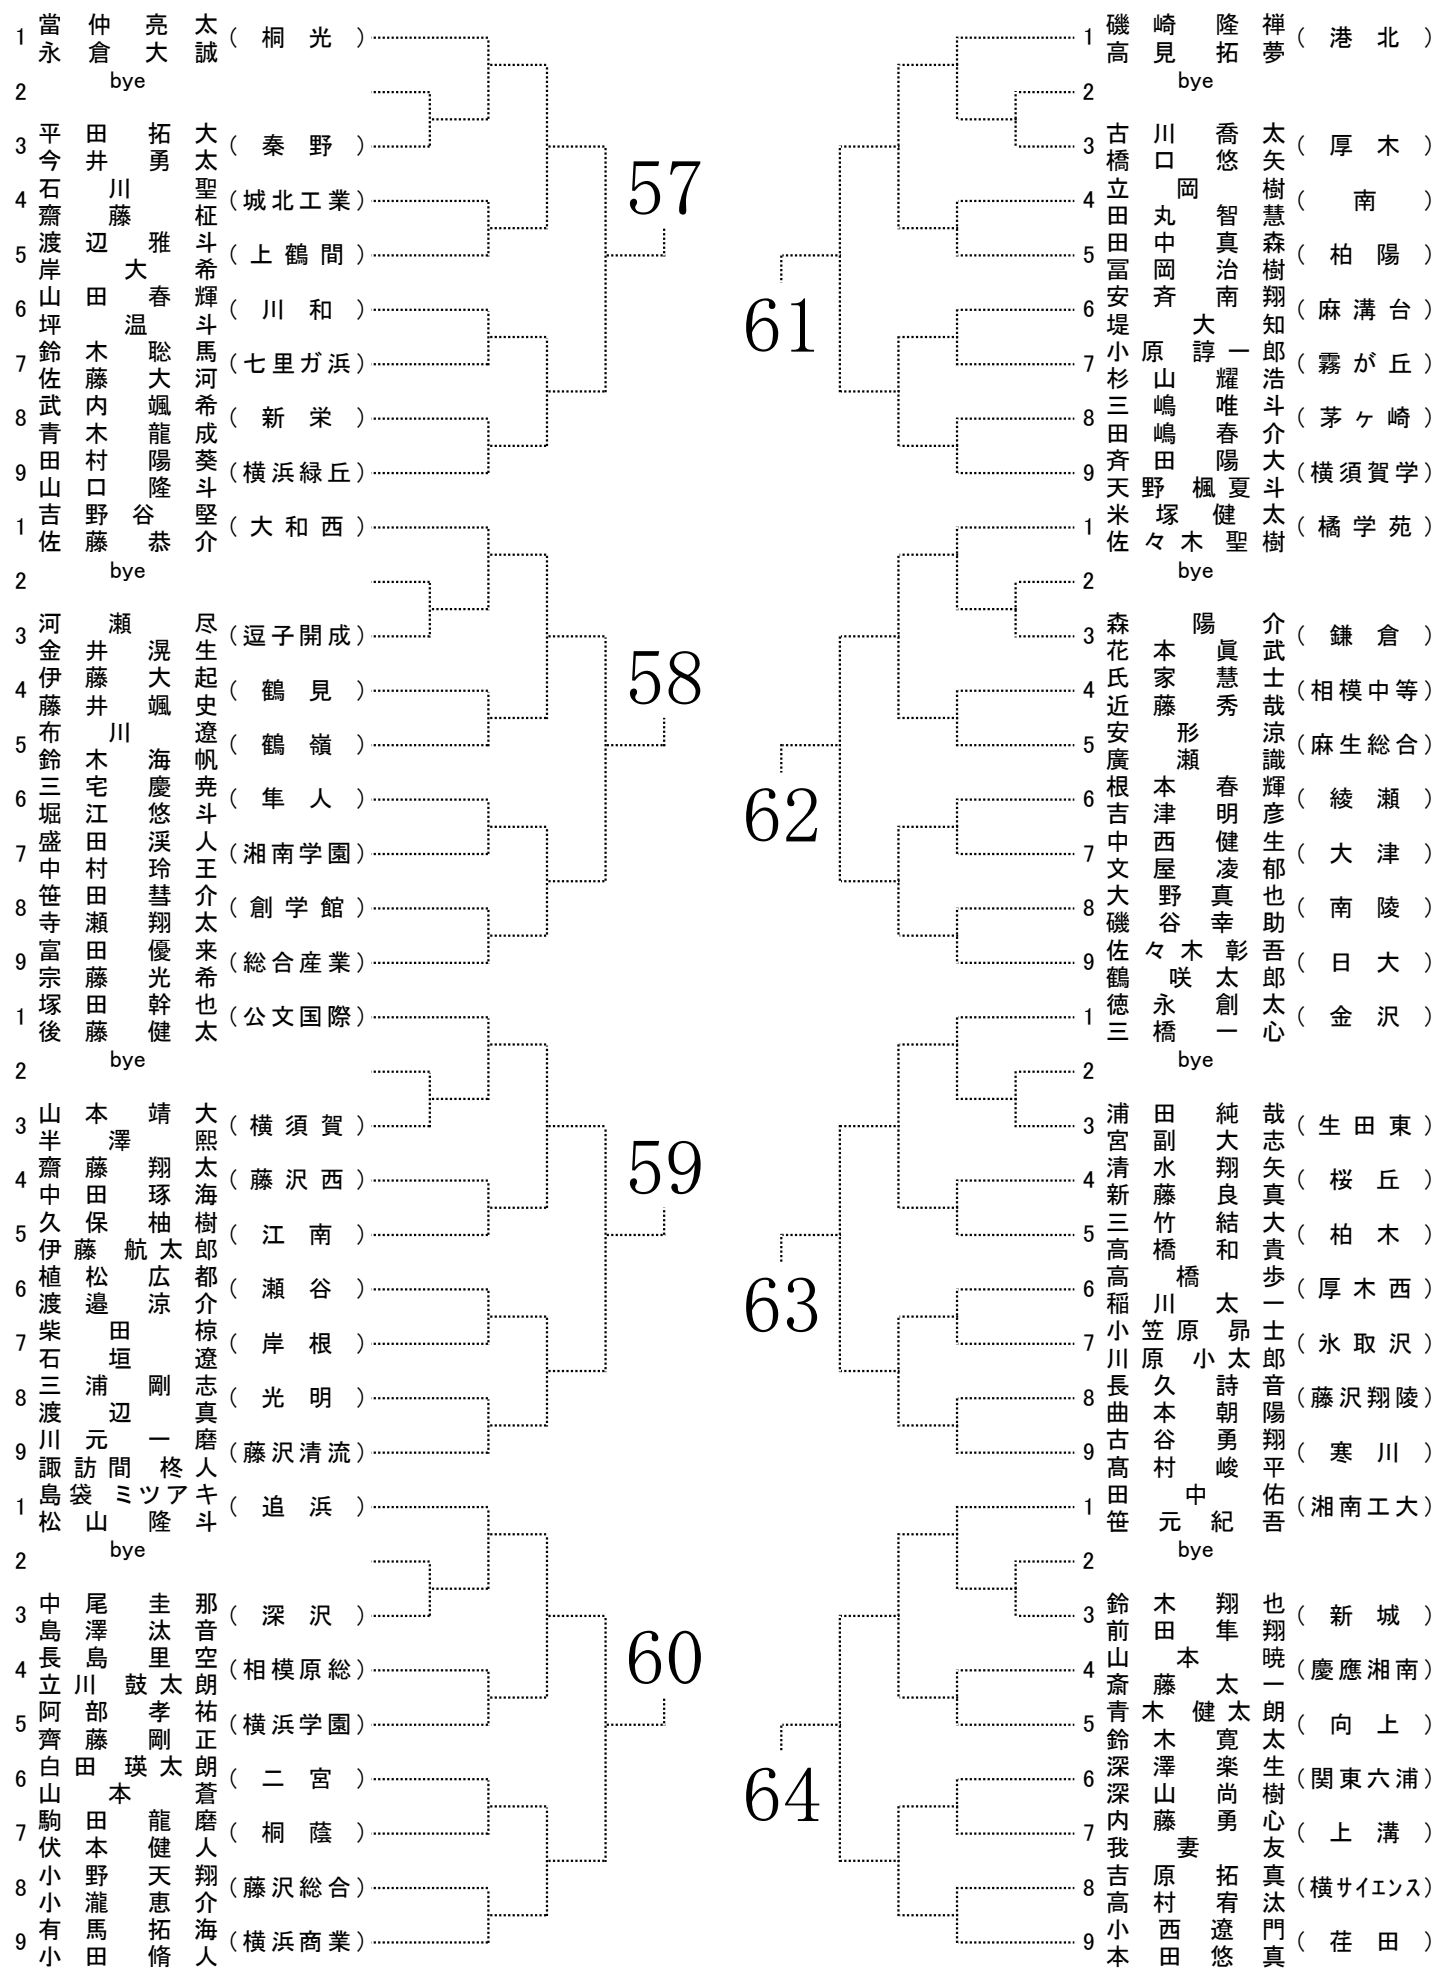 1 當仲亮太 永倉大誠 (桐光)
2 bye
3 平田拓大 今井勇太 (秦野)
4 石川聖 齋藤柾 (城北工業)
5 渡辺雅斗 岸大希 (上鶴間)
6 山田春輝 坪温斗 (川和)
7 鈴木聡馬 佐藤大河 (七里ガ浜)
8 武内颯希 青木龍成 (新栄)
9 田村陽葵 山口隆斗 (横浜緑丘)
57
1 吉野谷堅 佐藤恭介 (大和西)
2 bye
3 河瀬尽 金井滉生 (逗子開成)
4 伊藤大起 藤井颯史 (鶴見)
5 布川遼 鈴木海帆 (鶴嶺)
6 三宅慶尭 堀江悠斗 (隼人)
7 盛田渓人 中村玲王 (湘南学園)
8 笹田彗介 寺瀬翔太 (創学館)
9 富田優来 宗藤光希 (総合産業)
58
1 塚田幹也 後藤健太 (公文国際)
2 bye
3 山本靖大 半澤熙 (横須賀)
4 齋藤翔太 中田琢海 (藤沢西)
5 久保柚樹 伊藤航太郎 (江南)
6 植松広都 渡邉涼介 (瀬谷)
7 柴田椋 石垣遼 (岸根)
8 三浦剛志 渡辺真 (光明)
9 川元一磨 諏訪間柊人 (藤沢清流)
59
1 島袋ミツアキ 松山隆斗 (追浜)
2 bye
3 中尾圭那 島澤汰音 (深沢)
4 長島里空 立川鼓太朗 (相模原総)
5 阿部孝祐 齊藤剛正 (横浜学園)
6 白田瑛太朗 山本蒼 (二宮)
7 駒田龍磨 伏本健人 (桐蔭)
8 小野天翔 小瀧恵介 (藤沢総合)
9 有馬拓海 小田脩人 (横浜商業)
60
1 磯崎隆禅 高見拓夢 (港北)
2 bye
3 古川喬太 橋口悠矢 (厚木)
4 立岡樹 田丸智慧 (南)
5 田中真森 冨岡治樹 (柏陽)
6 安斉南翔 堤大知 (麻溝台)
7 小原諄一郎 杉山耀浩 (霧が丘)
8 三嶋唯斗 田嶋春介 (茅ヶ崎)
9 斉田陽大 天野楓夏斗 (横須賀学)
61
1 米塚健太 佐々木聖樹 (橘学苑)
2 bye
3 森陽介 花本眞武 (鎌倉)
4 氏家慧士 近藤秀哉 (相模中等)
5 安形涼 廣瀬識 (麻生総合)
6 根本春輝 吉津明彦 (綾瀬)
7 中西健生 文屋凌郁 (大津)
8 大野真也 磯谷幸助 (南陵)
9 佐々木彰吾 鶴咲太郎 (日大)
62
1 徳永創太 三橋一心 (金沢)
2 bye
3 浦田純哉 宮副大志 (生田東)
4 清水翔矢 新藤良真 (桜丘)
5 三竹結大 高橋和貴 (柏木)
6 高橋歩 稲川太一 (厚木西)
7 小笠原昴士 川原小太郎 (氷取沢)
8 長久詩音 曲本朝陽 (藤沢翔陵)
9 古谷勇翔 髙村峻平 (寒川)
63
1 田中佑 笹元紀吾 (湘南工大)
2 bye
3 鈴木翔也 前田隼翔 (新城)
4 山本暁 斎藤太一 (慶應湘南)
5 青木健太朗 鈴木寛太 (向上)
6 深澤楽生 深山尚樹 (関東六浦)
7 内藤勇心 我妻友 (上溝)
8 吉原拓真 高村宥汰 (横サイエンス)
9 小西遼門 本田悠真 (荏田)
64